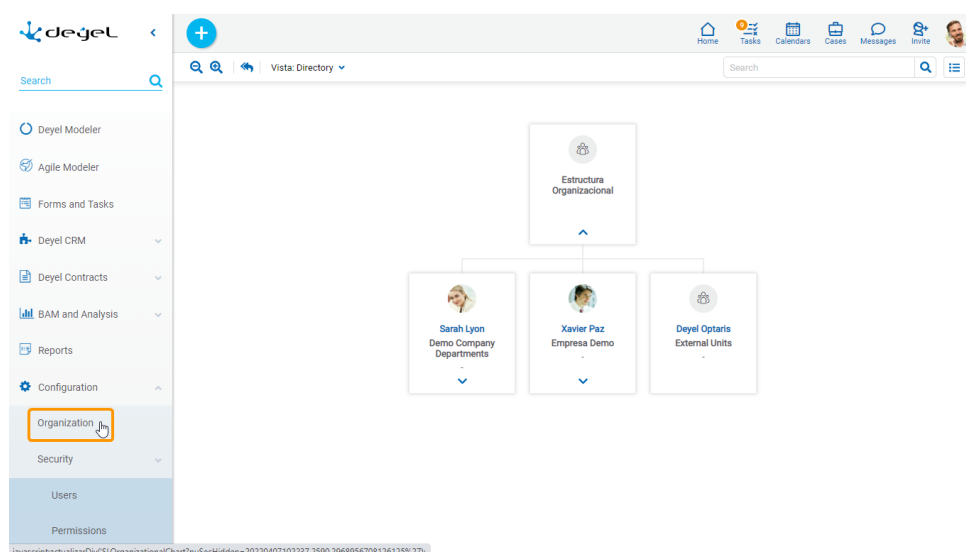 deyel
Home
9
Tasks
Calendars
Cases
Messages
Invite
Vista: Directory
Search
Search
Deyel Modeler
Agile Modeler
Forms and Tasks
Deyel CRM
Deyel Contracts
BAM and Analysis
Reports
Configuration
Organization
Security
Users
Permissions
Estructura
Organizacional
Sarah Lyon
Demo Company
Departments
-
Xavier Paz
Empresa Demo
-
Deyel Optaris
External Units
-